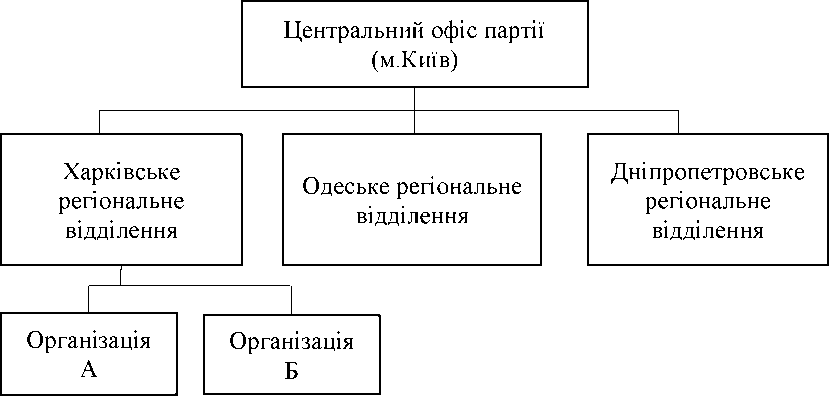 Центральний офіс партії
(м.Київ)
Харківське
регіональне
відділення
Одеське регіональне
відділення
Дніпропетровське
регіональне
відділення
Організація
А
Організація
Б